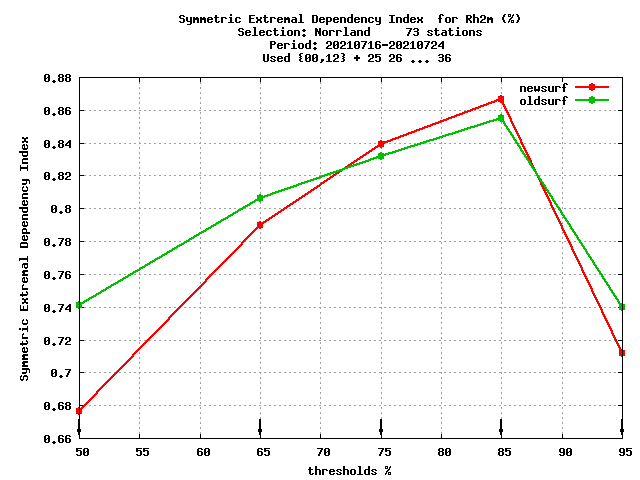 Symmetric Extremal Dependency Index  for Rh2m (%)
Selection: Norrland     73 stations
Period: 20210716-20210724
Used {00,12} + 25 26 ... 36
newsurf
oldsurf
Symmetric Extremal Dependency Index
0.88
0.86
0.84
0.82
0.8
0.78
0.76
0.74
0.72
0.7
0.68
0.66
50 55 60 65 70 75 80 85 90 95
thresholds %